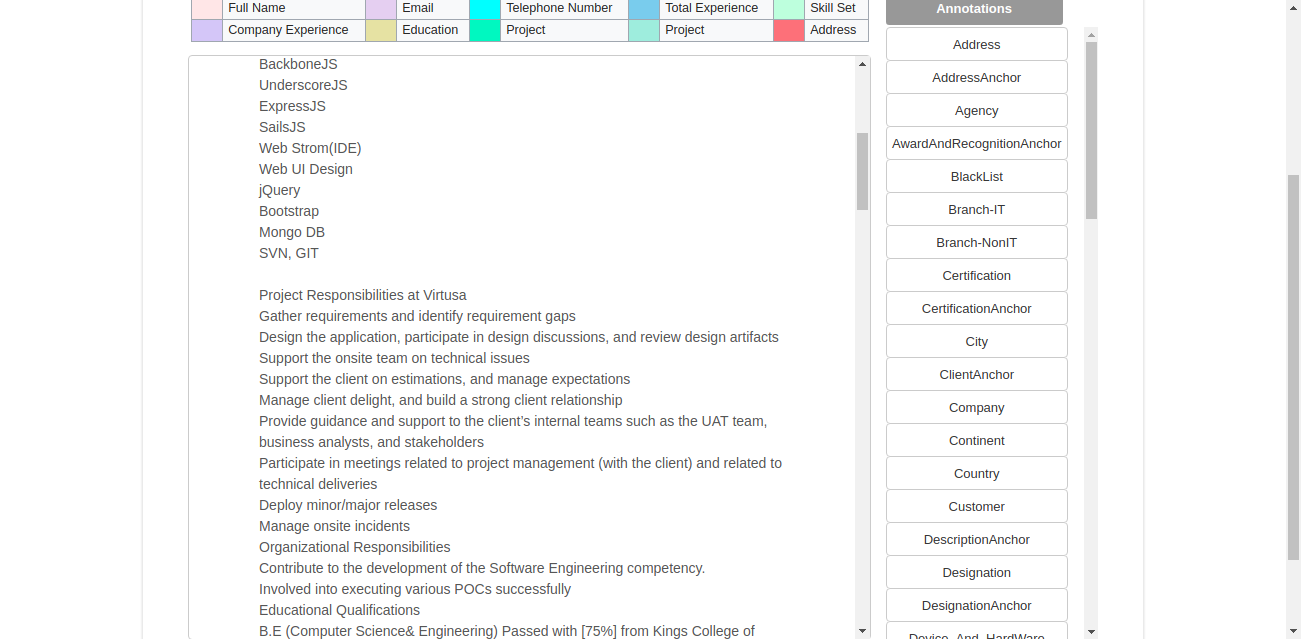 Full Name Email Telephone Number Total Experience Skill Set
Company Experience Education Project Project Address
BackboneJS
UnderscoreJS
ExpressJS
SailsJS
Web Strom(IDE)
Web UI Design
jQuery
Bootstrap
Mongo DB
SVN, GIT
Project Responsibilities at Virtusa
Gather requirements and identify requirement gaps
Design the application, participate in design discussions, and review design artifacts
Support the onsite team on technical issues
Support the client on estimations, and manage expectations
Manage client delight, and build a strong client relationship
Provide guidance and support to the client’s internal teams such as the UAT team,
business analysts, and stakeholders
Participate in meetings related to project management (with the client) and related to
technical deliveries
Deploy minor/major releases
Manage onsite incidents
Organizational Responsibilities
Contribute to the development of the Software Engineering competency.
Involved into executing various POCs successfully
Educational Qualifications
B.E (Computer Science& Engineering) Passed with [75%] from Kings College of
Annotations
Address
AddressAnchor
Agency
AwardAndRecognitionAnchor
BlackList
Branch-IT
Branch-NonIT
Certification
CertificationAnchor
City
ClientAnchor
Company
Continent
Country
Customer
DescriptionAnchor
Designation
DesignationAnchor
Device_And_HardWare